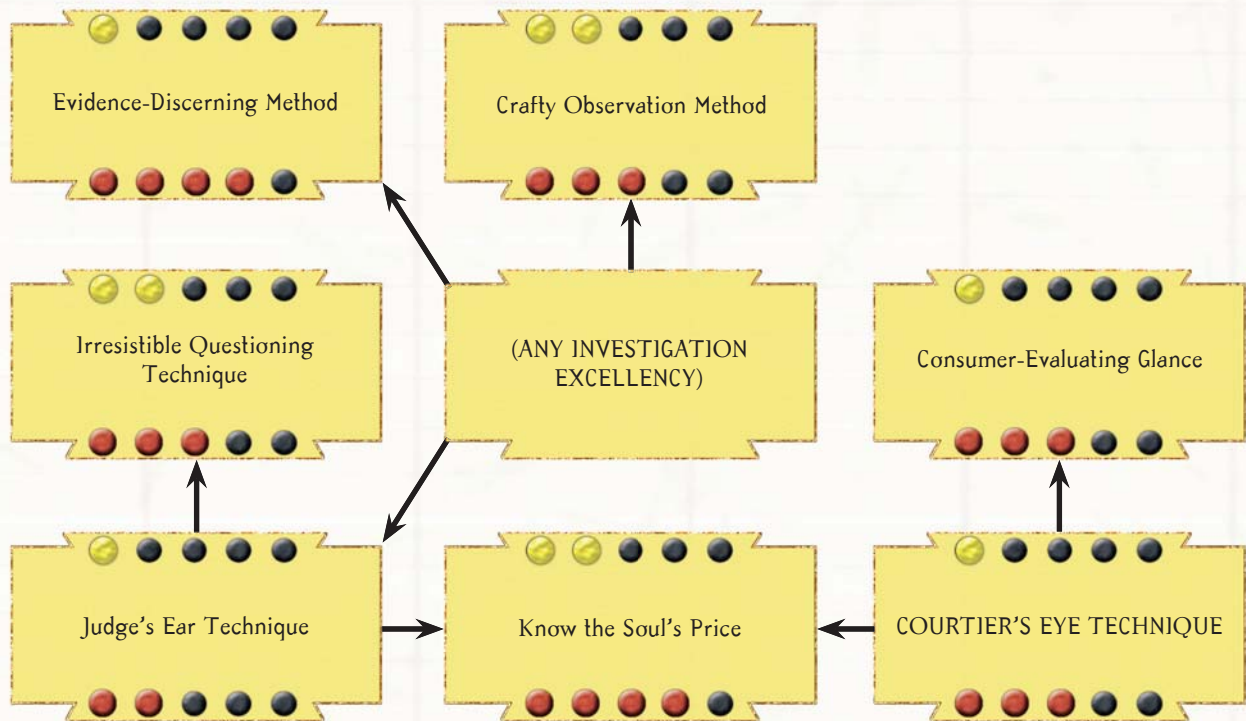 Evidence-Discerning Method
Crafty Observation Method
Irresistible Questioning
Technique
(ANY INVESTIGATION
EXCELLENCY)
Consumer-Evaluating Glance
Judge's Ear Technique
Know the Soul's Price
COURTIER'S EYE TECHNIQUE